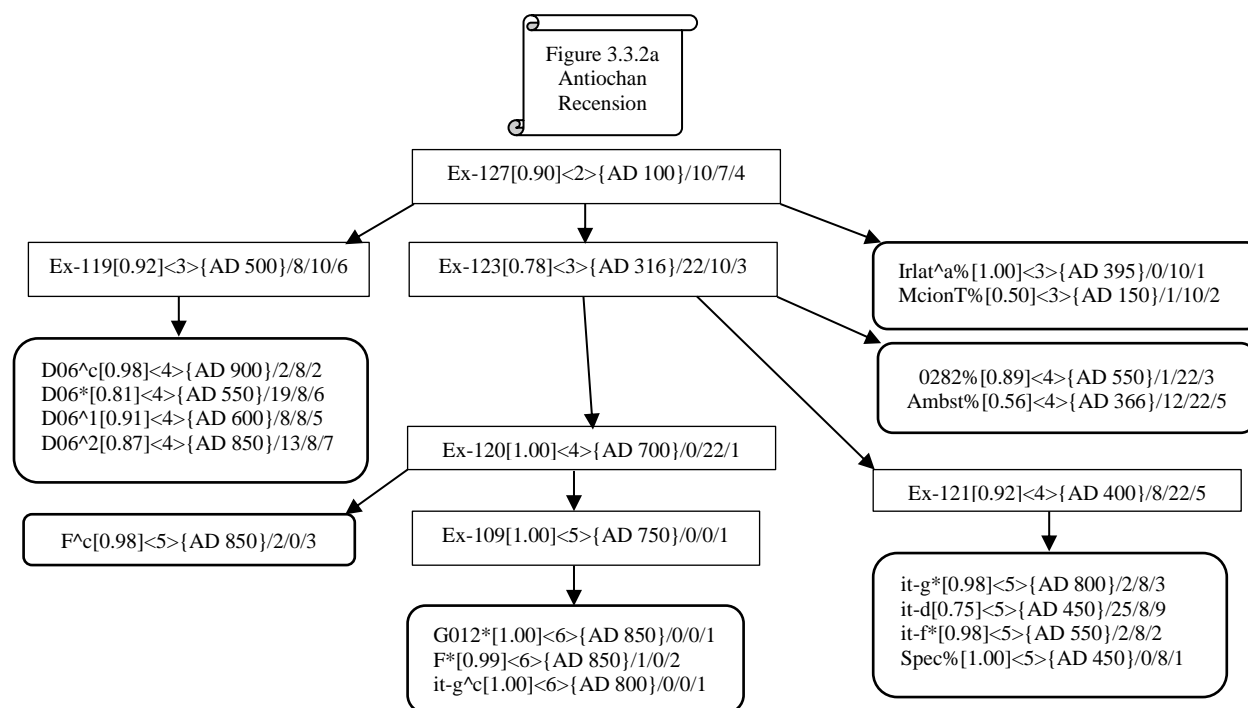 Figure 3.3.2a
Antiochan
Recension
Ex-127[0.90]<2>{AD 100}/10/7/4
Ex-119[0.92]<3>{AD 500}/8/10/6
Ex-123[0.78]<3>{AD 316}/22/10/3
Irlat^a%[1.00]<3>{AD 395}/0/10/1
McionT%[0.50]<3>{AD 150}/1/10/2
D06^c[0.98]<4>{AD 900}/2/8/2
D06*[0.81]<4>{AD 550}/19/8/6
D06^1[0.91]<4>{AD 600}/8/8/5
D06^2[0.87]<4>{AD 850}/13/8/7
0282%[0.89]<4>{AD 550}/1/22/3
Ambst%[0.56]<4>{AD 366}/12/22/5
Ex-120[1.00]<4>{AD 700}/0/22/1
Ex-121[0.92]<4>{AD 400}/8/22/5
F^c[0.98]<5>{AD 850}/2/0/3
Ex-109[1.00]<5>{AD 750}/0/0/1
it-g*[0.98]<5>{AD 800}/2/8/3
it-d[0.75]<5>{AD 450}/25/8/9
it-f*[0.98]<5>{AD 550}/2/8/2
Spec%[1.00]<5>{AD 450}/0/8/1
G012*[1.00]<6>{AD 850}/0/0/1
F*[0.99]<6>{AD 850}/1/0/2
it-g^c[1.00]<6>{AD 800}/0/0/1